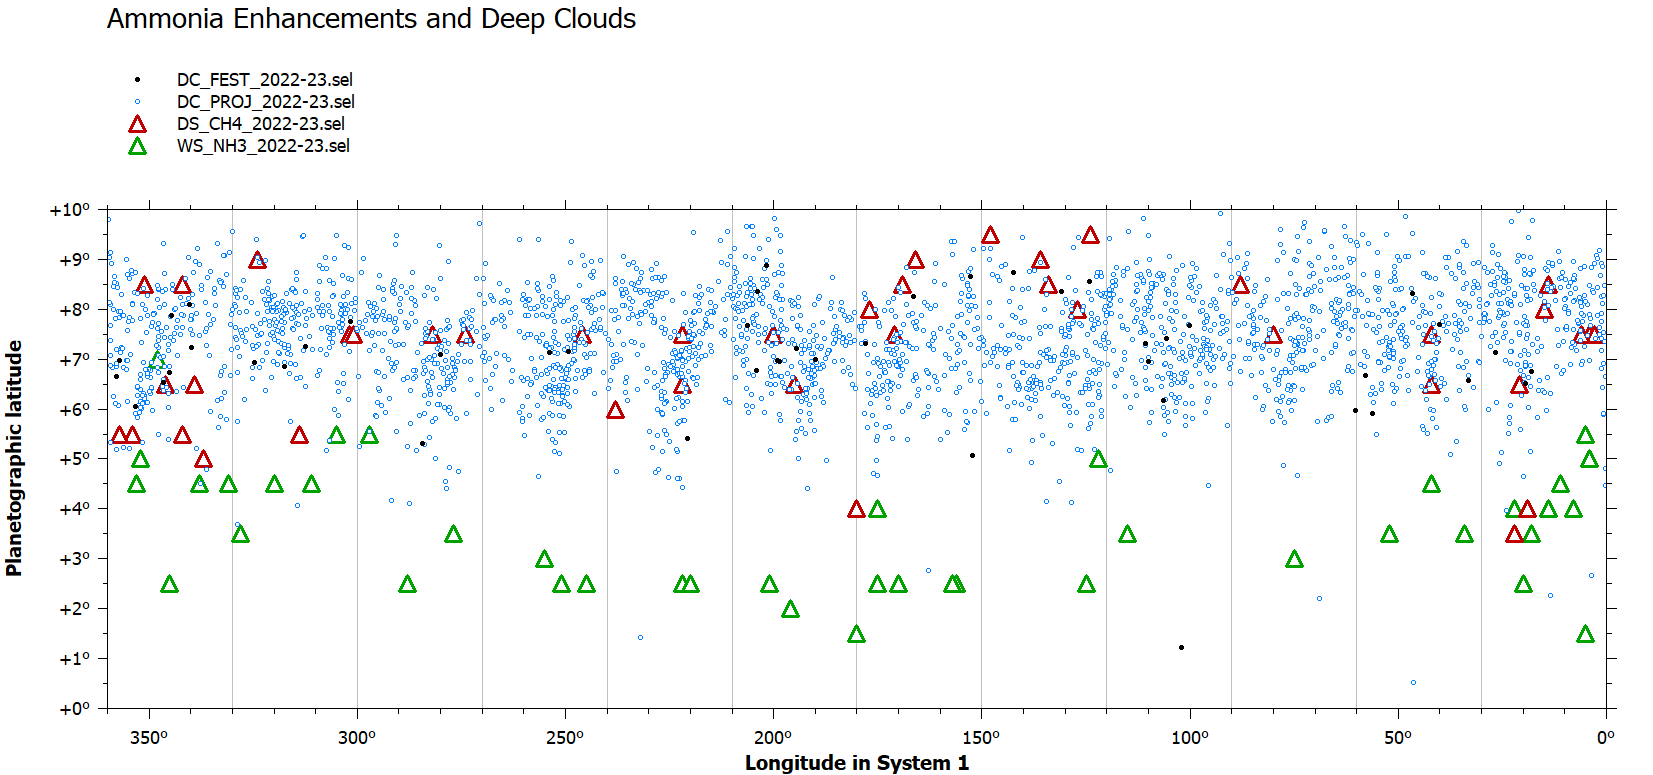 Ammonia Enhancements and Deep Clouds
DC_FEST_2022-23.sel
DC_PROJ_2022-23.sel
DS_CH4_2022-23.sel
WS_NH3_2022-23.sel
Planetographic latitude
+10º
+9º
+8º
+7º
+6º
+5º
+4º
+3º
+2º
+1º
+0º
350º 300º 250º 200º 150º 100º 50º 0º
Longitude in System 1